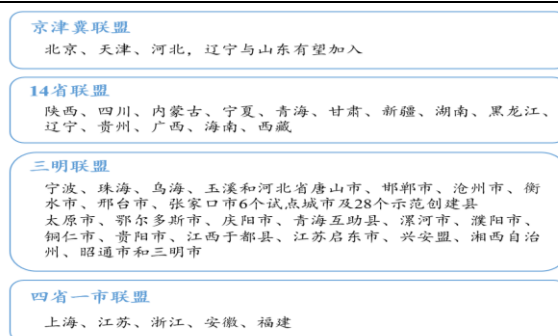 京津冀联盟
北京、天津、河北，辽宁与山东有望加入
14省联盟
陕西、四川、内蒙古、宁夏、青海、甘肃、新疆、湖南、黑龙江、
辽宁、贵州、广西、海南、西藏
三明联盟
宁波、珠海、乌海、玉溪和河北省唐山市、邯郸市、沧州市、衡
水市、邢台市、张家口市6个试点城市及28个示范创建县
太原市、鄂尔多斯市、庆阳市、青海互助县、漯河市、濮阳市、
铜仁市、贵阳市、江西于都县、江苏启东市、兴安盟、湘西自治
州、昭通市和三明市
四省一市联盟
上海、江苏、浙江、安徽、福建